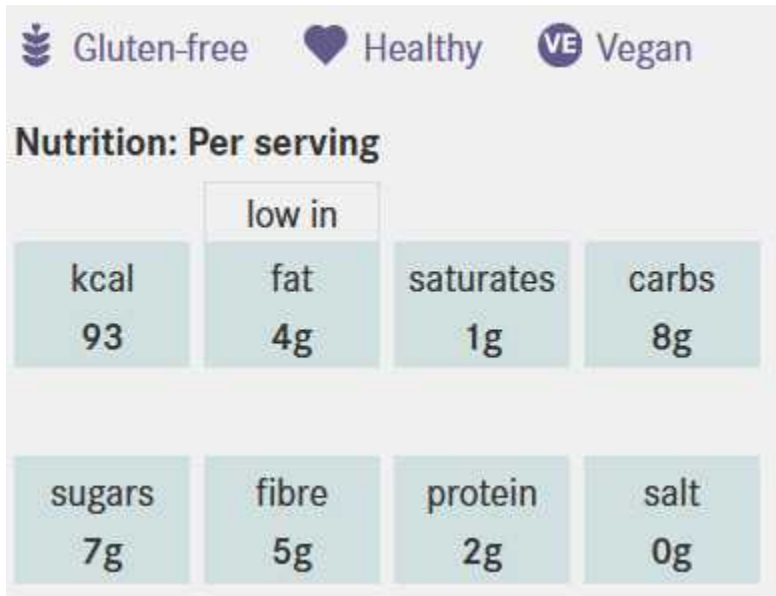 Gluten-free Healthy VE Vegan
Nutrition: Per serving
low in
kcal fat saturates carbs
93 4g 1g 8g
sugars fibre protein salt
7g 5g 2g 0g